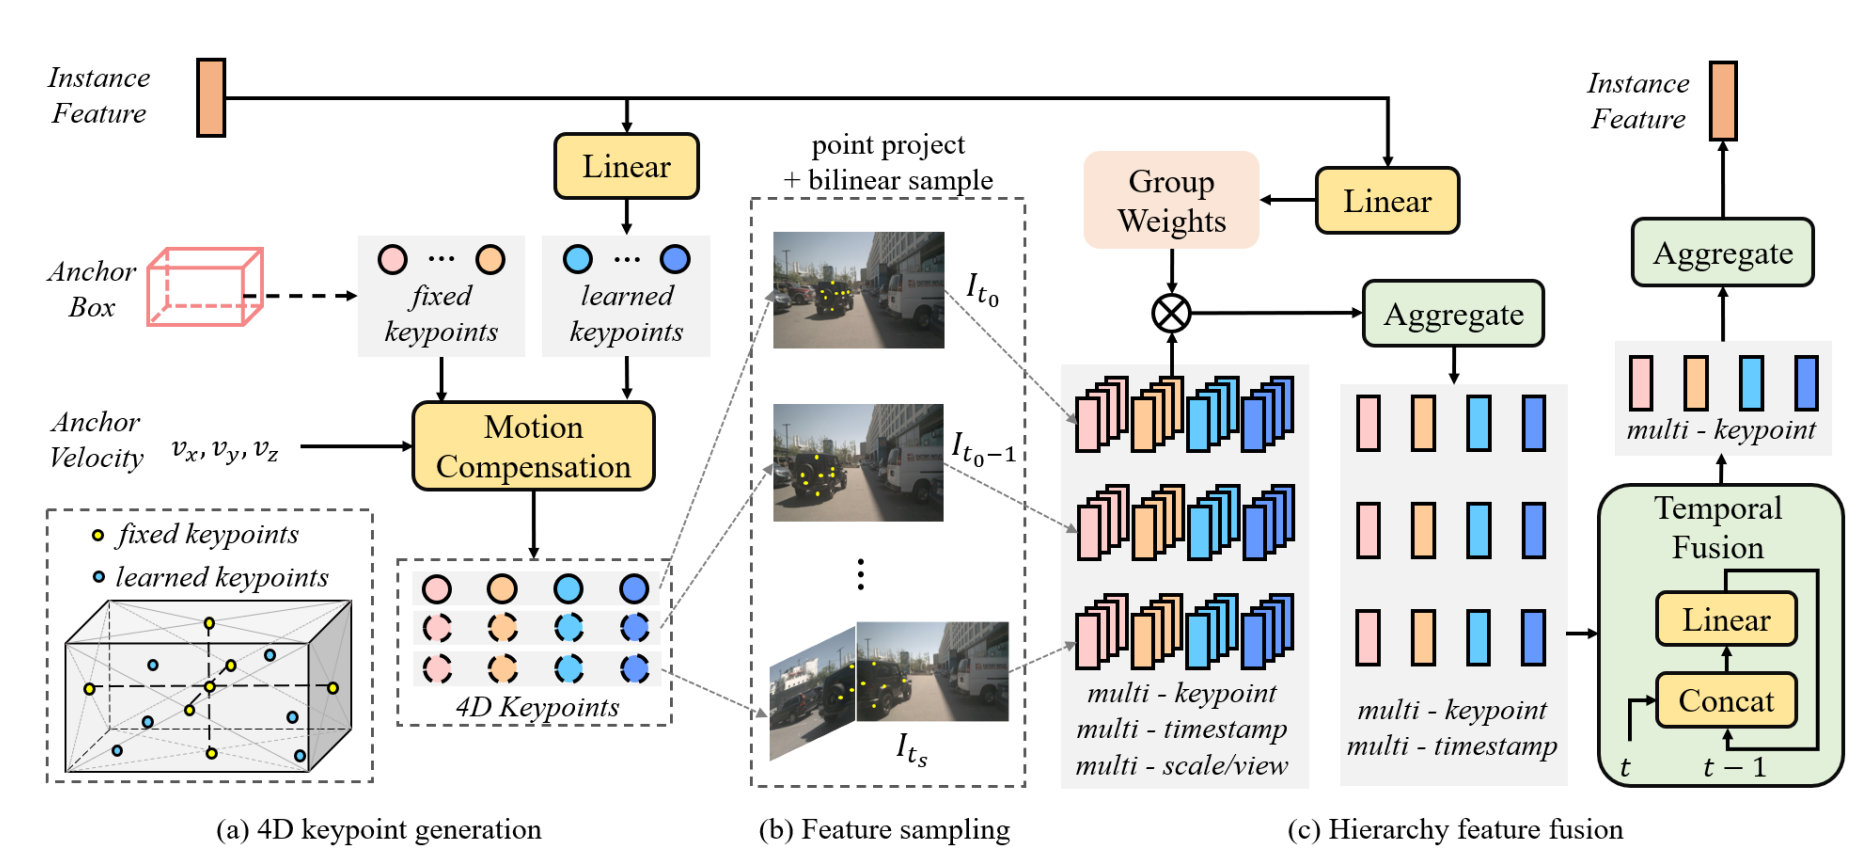 Instance
Feature
Linear
Anchor
Box
fixed
keypoints
learned
keypoints
Anchor
Velocity
v_x, v_y, v_z
Motion
Compensation
fixed keypoints
learned keypoints
4D Keypoints
(a) 4D keypoint generation
point project
+ bilinear sample
I_{t_0}
I_{t_0-1}
I_{t_s}
(b) Feature sampling
Group
Weights
Linear
Aggregate
multi - keypoint
multi - timestamp
multi - scale/view
multi - keypoint
multi - timestamp
Instance
Feature
Aggregate
multi - keypoint
Temporal
Fusion
Linear
Concat
t
t - 1
(c) Hierarchy feature fusion